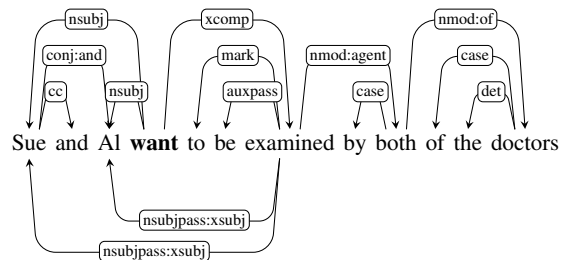 nsubj xcomp nmod:of
conj:and mark nmod:agent case
cc nsubj auxpass case det
Sue and Al want to be examined by both of the doctors
nsubjpass:xsubj
nsubjpass:xsubj